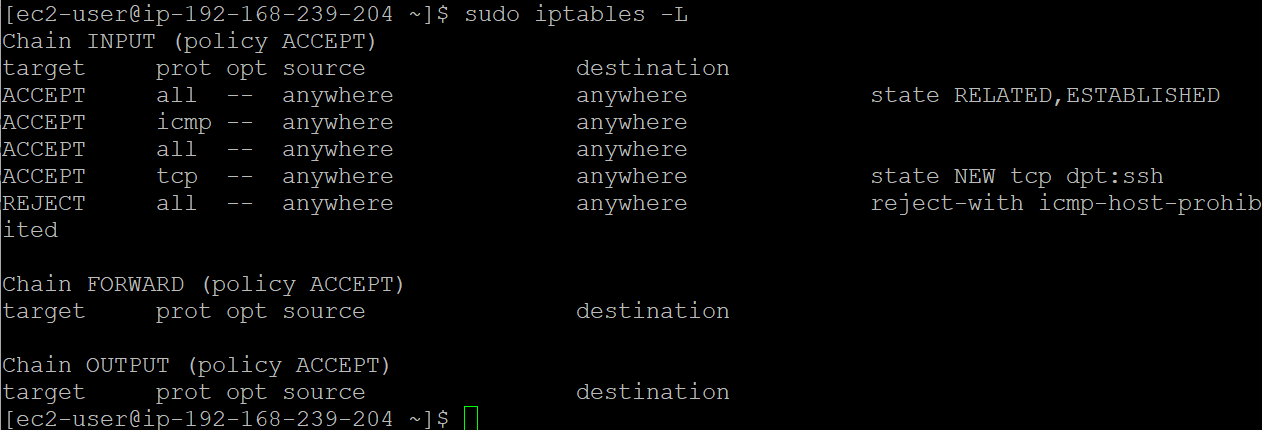 [ec2-user@ip-192-168-239-204 ~]$ sudo iptables -L
Chain INPUT (policy ACCEPT)
target     prot opt source               destination
ACCEPT     all  --  anywhere             anywhere             state RELATED,ESTABLISHED
ACCEPT     icmp --  anywhere             anywhere
ACCEPT     all  --  anywhere             anywhere
ACCEPT     tcp  --  anywhere             anywhere             state NEW tcp dpt:ssh
REJECT     all  --  anywhere             anywhere             reject-with icmp-host-prohib
ited

Chain FORWARD (policy ACCEPT)
target     prot opt source               destination

Chain OUTPUT (policy ACCEPT)
target     prot opt source               destination
[ec2-user@ip-192-168-239-204 ~]$